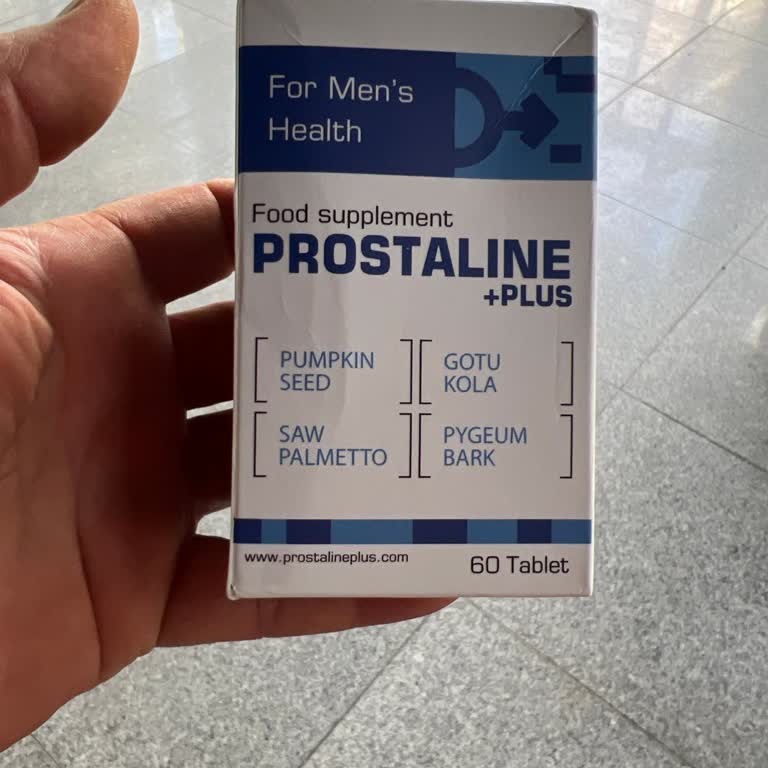 For Men's
Health
Food supplement
PROSTALINE
+PLUS
PUMPKIN
SEED
GOTU
KOLA
SAW
PALMETTO
PYGEUM
BARK
www.prostalineplus.com
60 Tablet